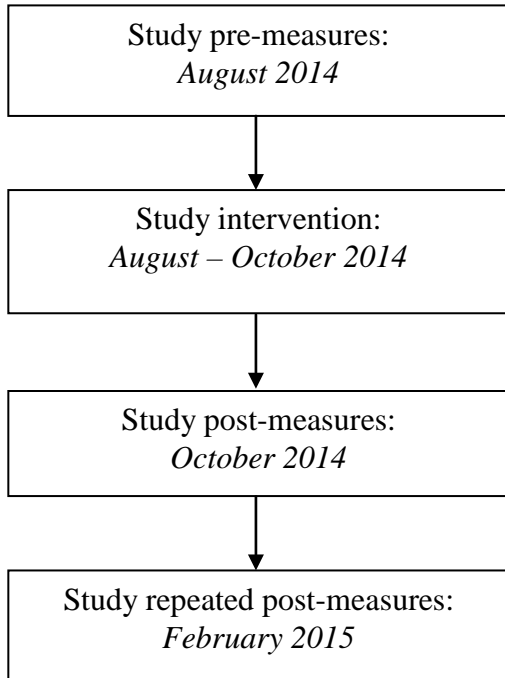 Study pre-measures:
August 2014
Study intervention:
August – October 2014
Study post-measures:
October 2014
Study repeated post-measures:
February 2015